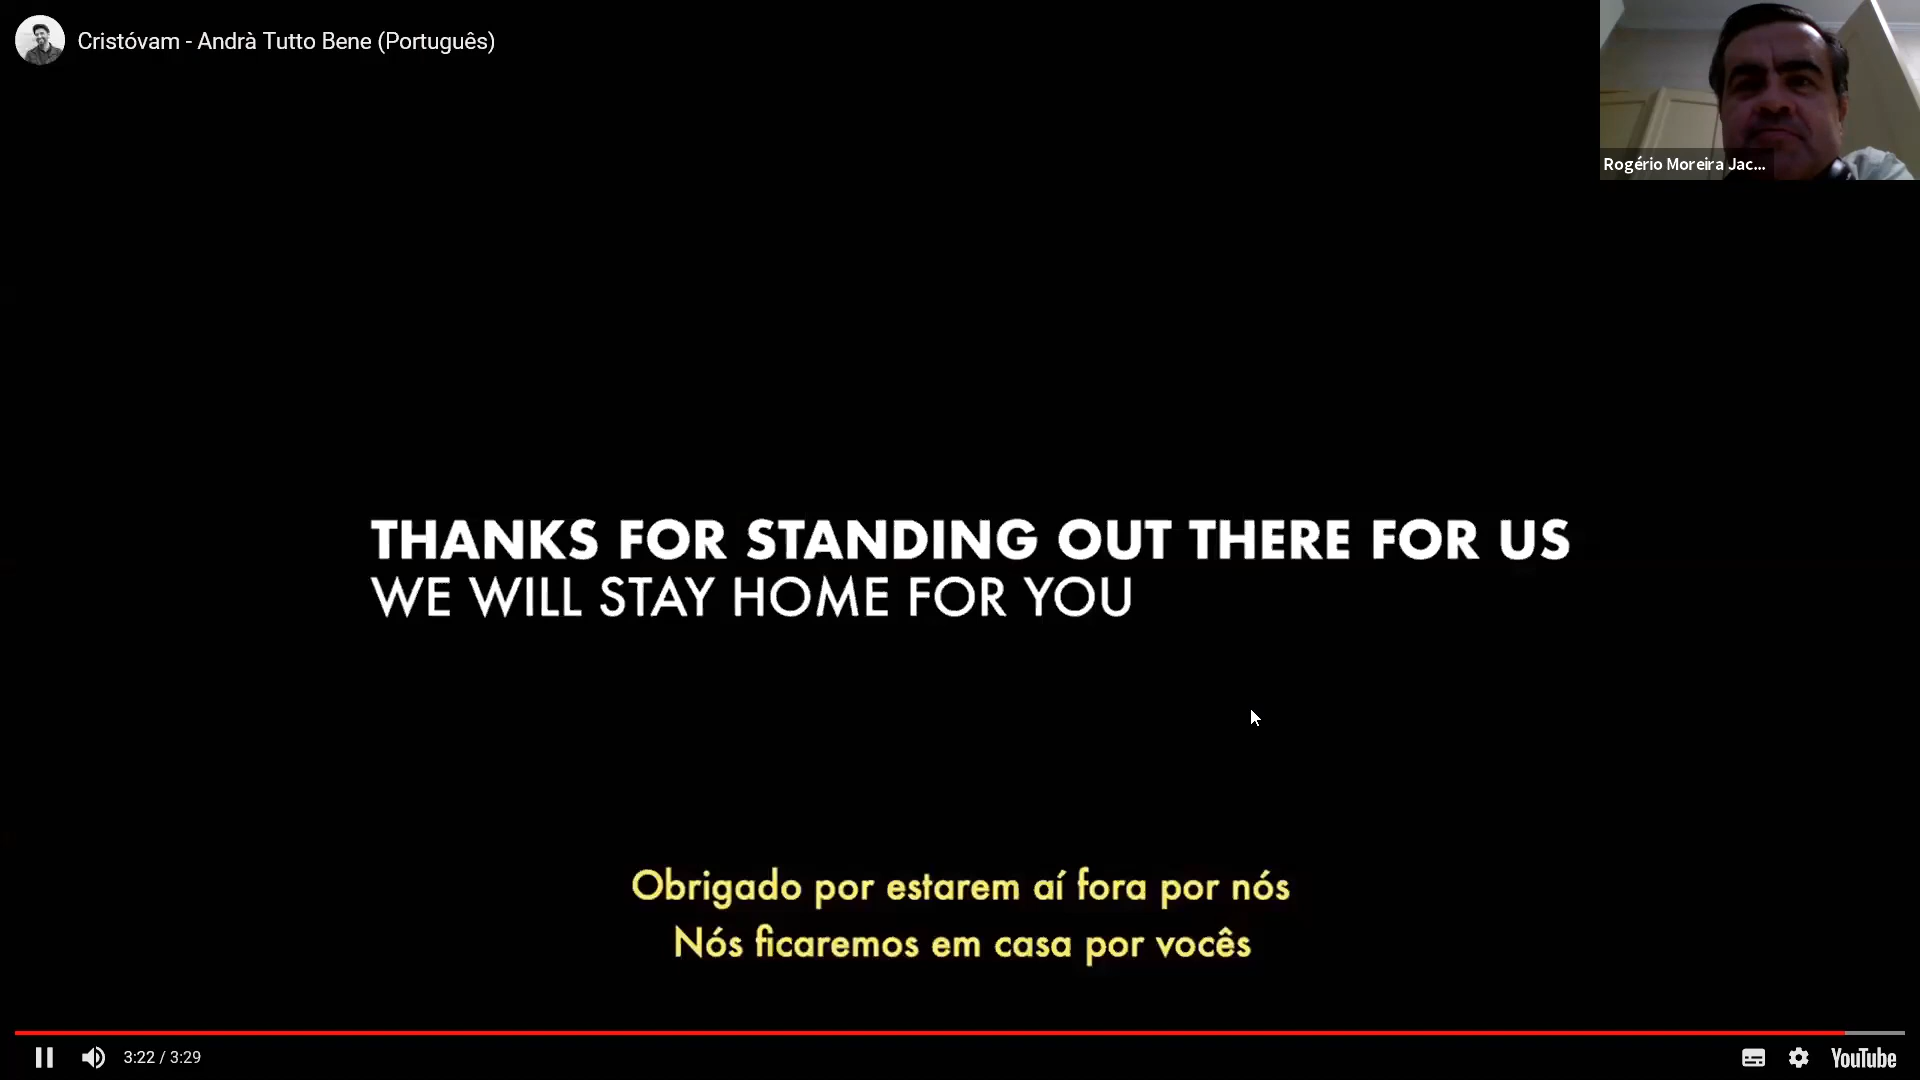 Cristóvam - Andrà Tutto Bene (Português)
Rogério Moreira Jac...
THANKS FOR STANDING OUT THERE FOR US
WE WILL STAY HOME FOR YOU
Obrigado por estarem aí fora por nós
Nós ficaremos em casa por vocês
3:22 / 3:29
YouTube